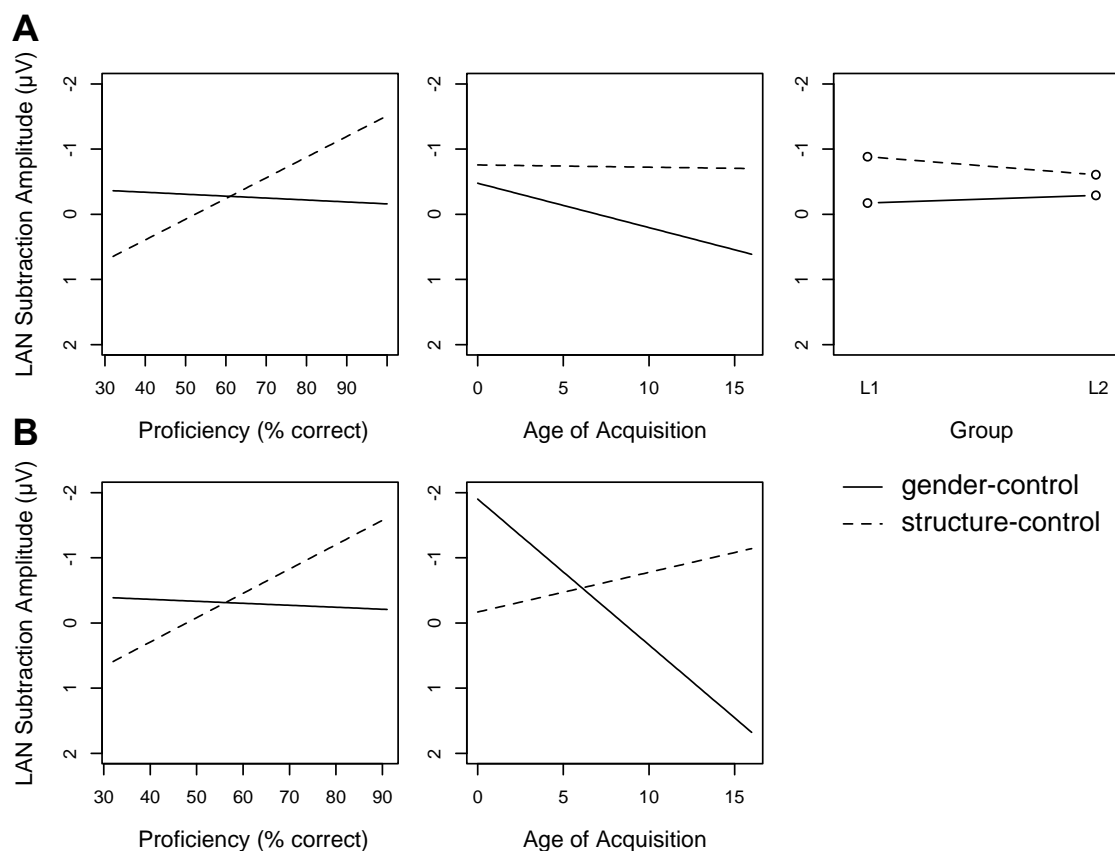 A
LAN Subtraction Amplitude (µV)
-2
-1
0
1
2
30 40 50 60 70 80 90
Proficiency (% correct)
-2
-1
0
1
2
0 5 10 15
Age of Acquisition
-2
-1
0
1
2
L1 L2
Group
B
LAN Subtraction Amplitude (µV)
-2
-1
0
1
2
30 40 50 60 70 80 90
Proficiency (% correct)
-2
-1
0
1
2
0 5 10 15
Age of Acquisition
gender-control
structure-control